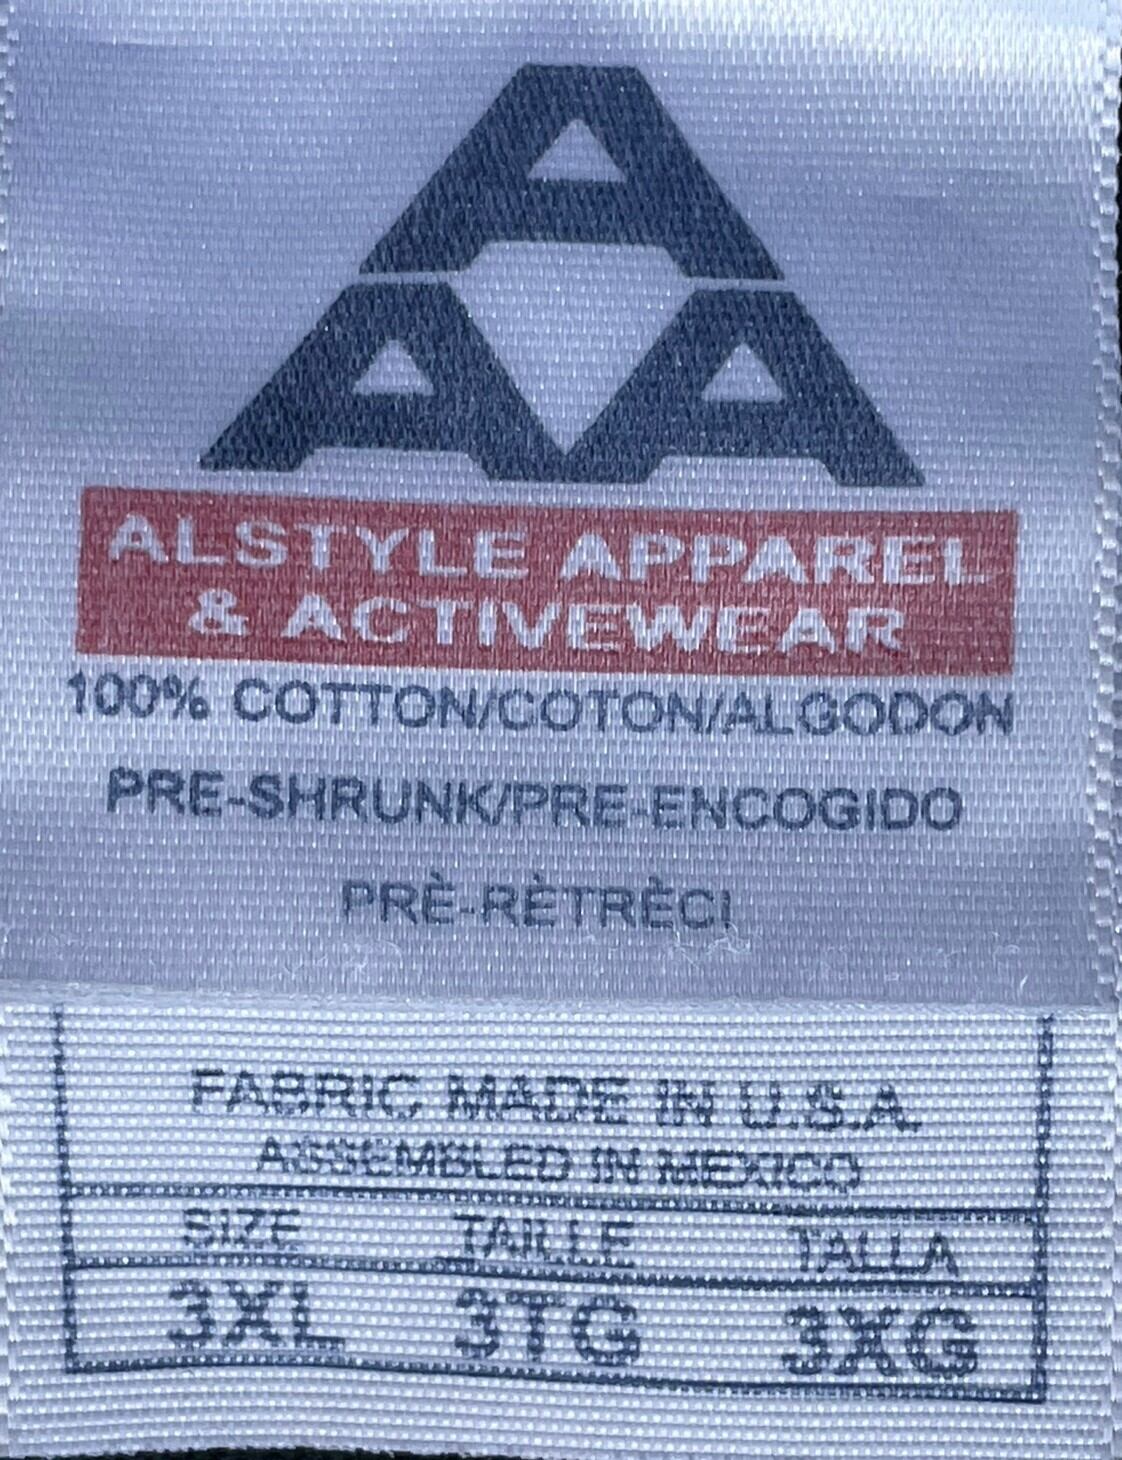 A
A A
ALSTYLE APPAREL
& ACTIVEWEAR
100% COTTON/COTON/ALGODON
PRE-SHRUNK/PRE-ENCOGIDO
PRÈ-RÈTRÈCI
FABRIC MADE IN U.S.A.
ASSEMBLED IN MEXICO
SIZE TAILLE TALLA
3XL 3TG 3XG